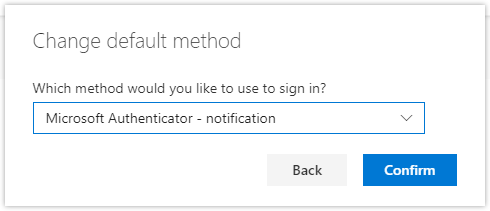 Change default method
Which method would you like to use to sign in?
Microsoft Authenticator - notification
Back
Confirm